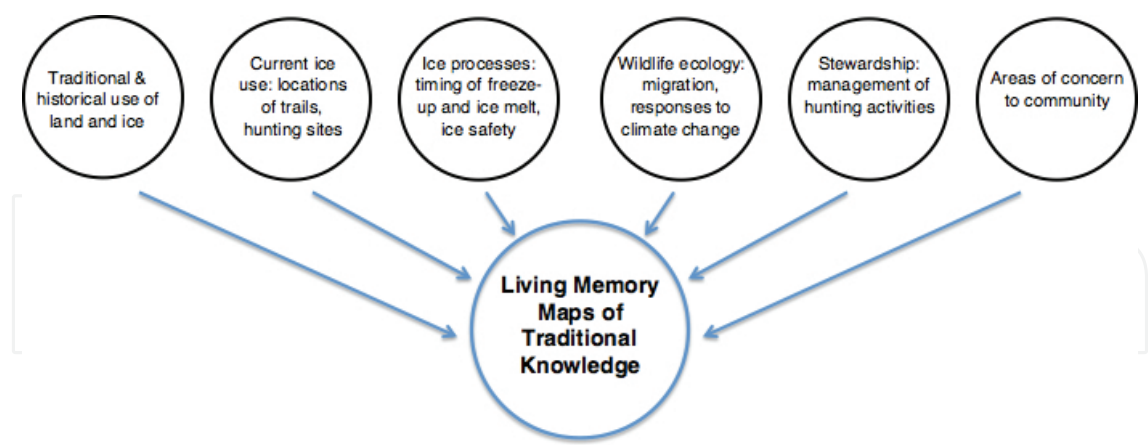 Traditional &
historical use of
land and ice
Current ice
use: locations
of trails,
hunting sites
Ice processes:
timing of freeze-
up and ice melt,
ice safety
Wildlife ecology:
migration,
responses to
climate change
Stewardship:
management of
hunting activities
Areas of concern
to community
Living Memory
Maps of
Traditional
Knowledge